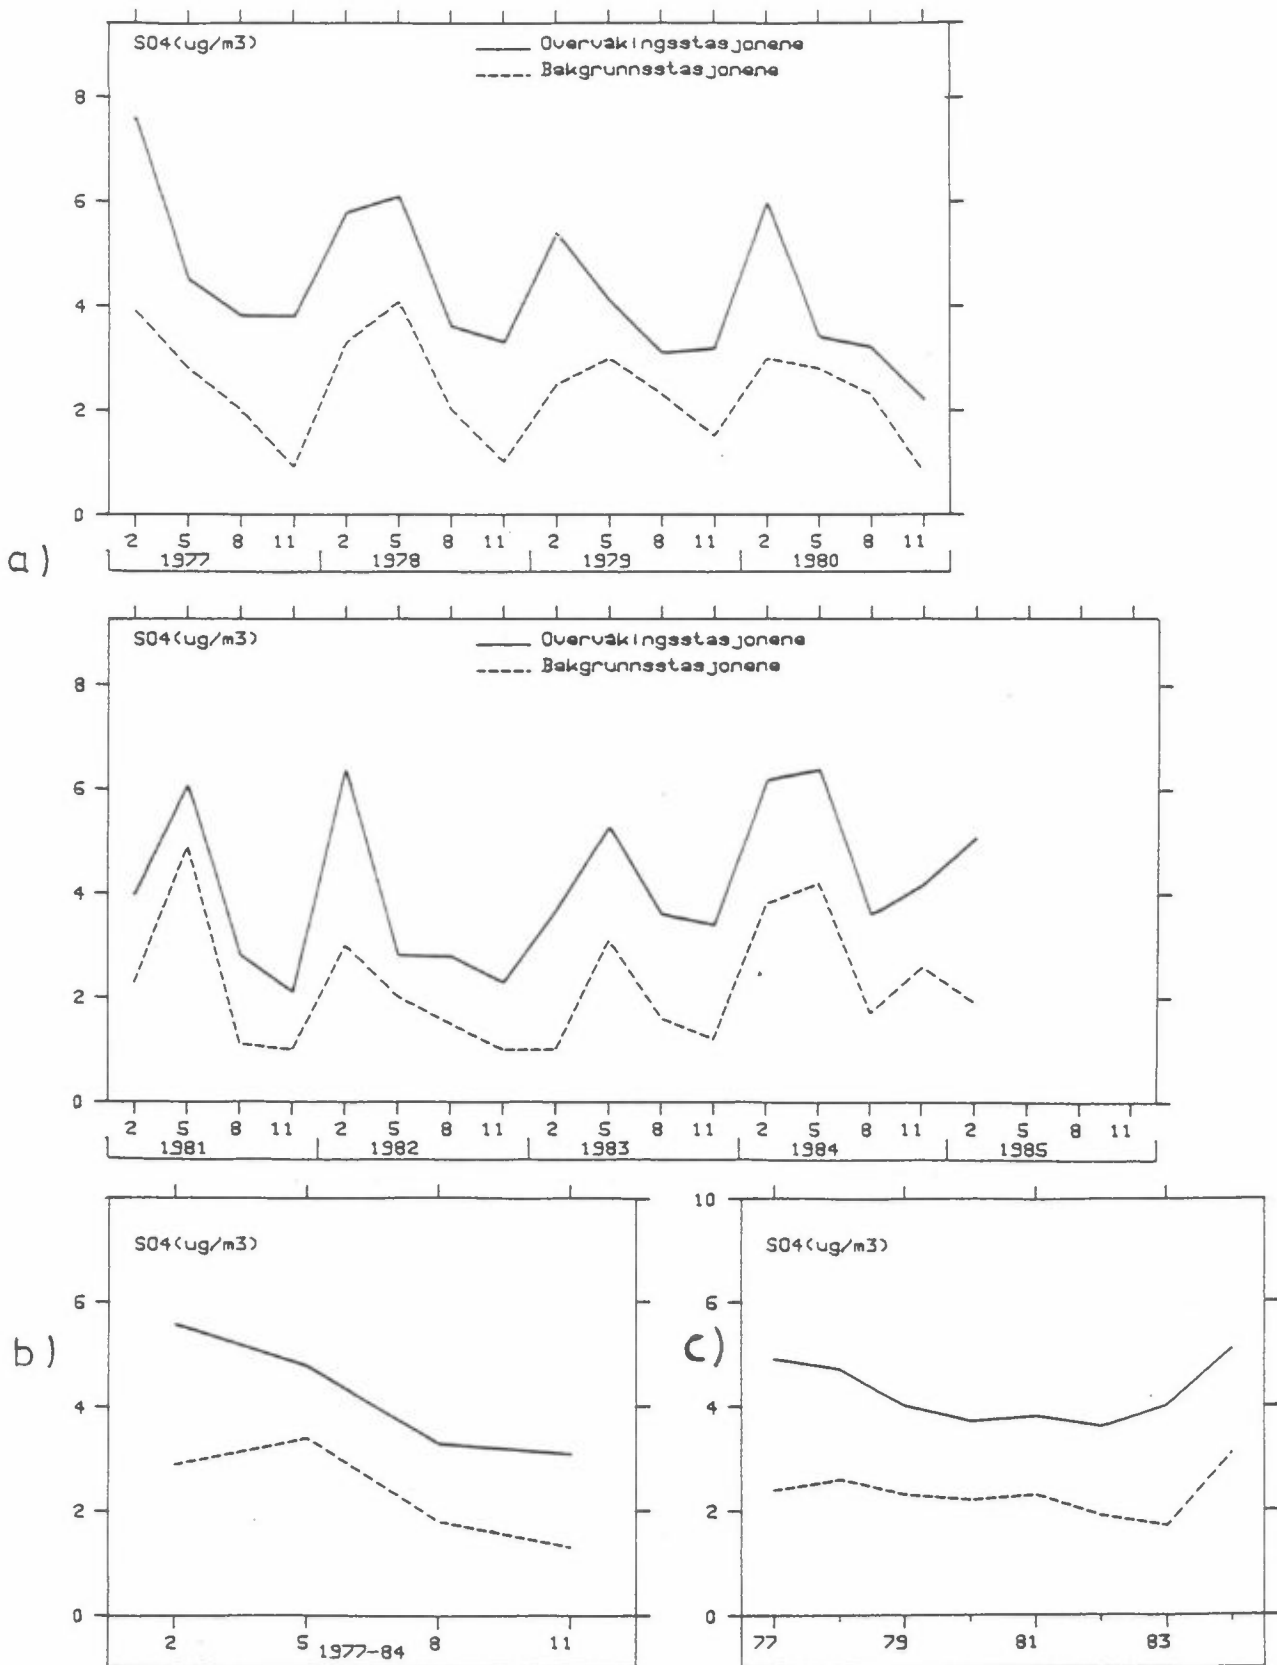 SO4(ug/m3)
Overvåkingsstasjonene
Bakgrunnsstasjonene
8
6
4
2
0
2 5 8 11 2 5 8 11 2 5 8 11 2 5 8 11
1977 1978 1979 1980
a)
SO4(ug/m3)
Overvåkingsstasjonene
Bakgrunnsstasjonene
8
6
4
2
0
2 5 8 11 2 5 8 11 2 5 8 11 2 5 8 11 2 5 8 11
1981 1982 1983 1984 1985
b)
SO4(ug/m3)
6
4
2
0
2 5 8 11
1977-84
c)
10
SO4(ug/m3)
6
4
2
0
77 79 81 83